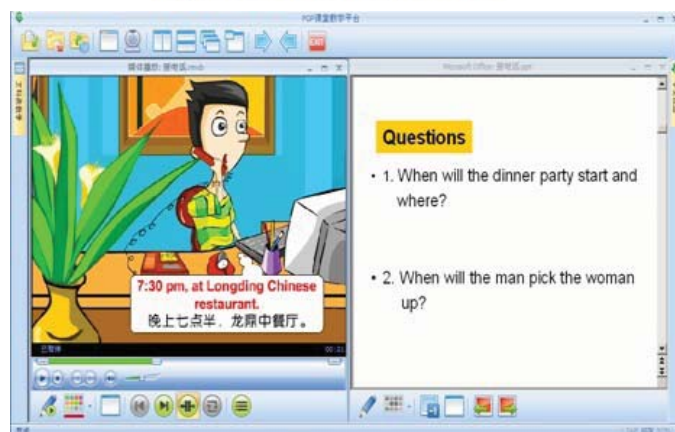 EXIT
Questions
• 1. When will the dinner party start and
where?
• 2. When will the man pick the woman
up?
7:30 pm, at Longding Chinese
restaurant.
晚上七点半，龙鼎中餐厅。